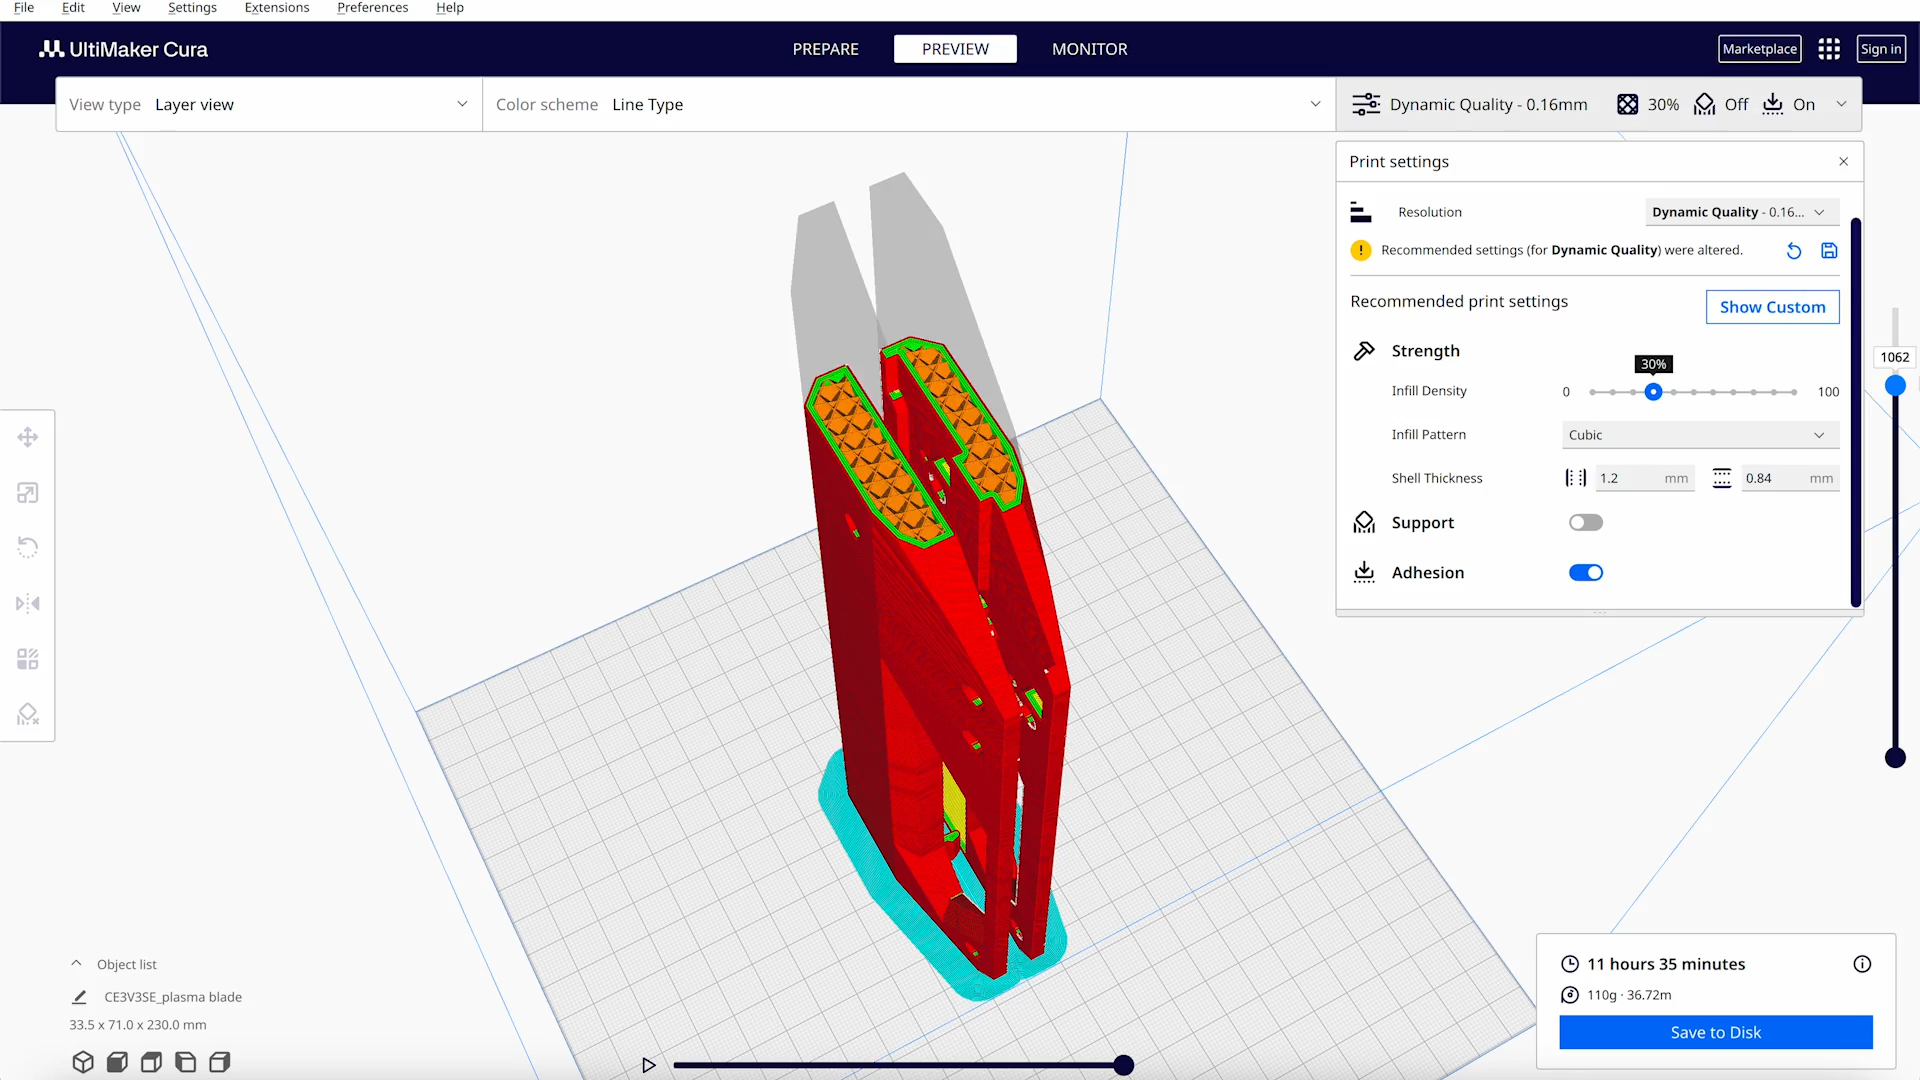 File Edit View Settings Extensions Preferences Help
UltiMaker Cura
PREPARE PREVIEW MONITOR
Marketplace Sign in
View type Layer view
Color scheme Line Type
Dynamic Quality - 0.16mm 30% Off On
Print settings
Resolution Dynamic Quality - 0.16...
Recommended settings (for Dynamic Quality) were altered.
Recommended print settings Show Custom
Strength
30%
Infill Density 0 100
Infill Pattern Cubic
Shell Thickness 1.2 mm 0.84 mm
Support
Adhesion
1062
Object list
CE3V3SE_plasma blade
33.5 x 71.0 x 230.0 mm
11 hours 35 minutes
110g · 36.72m
Save to Disk